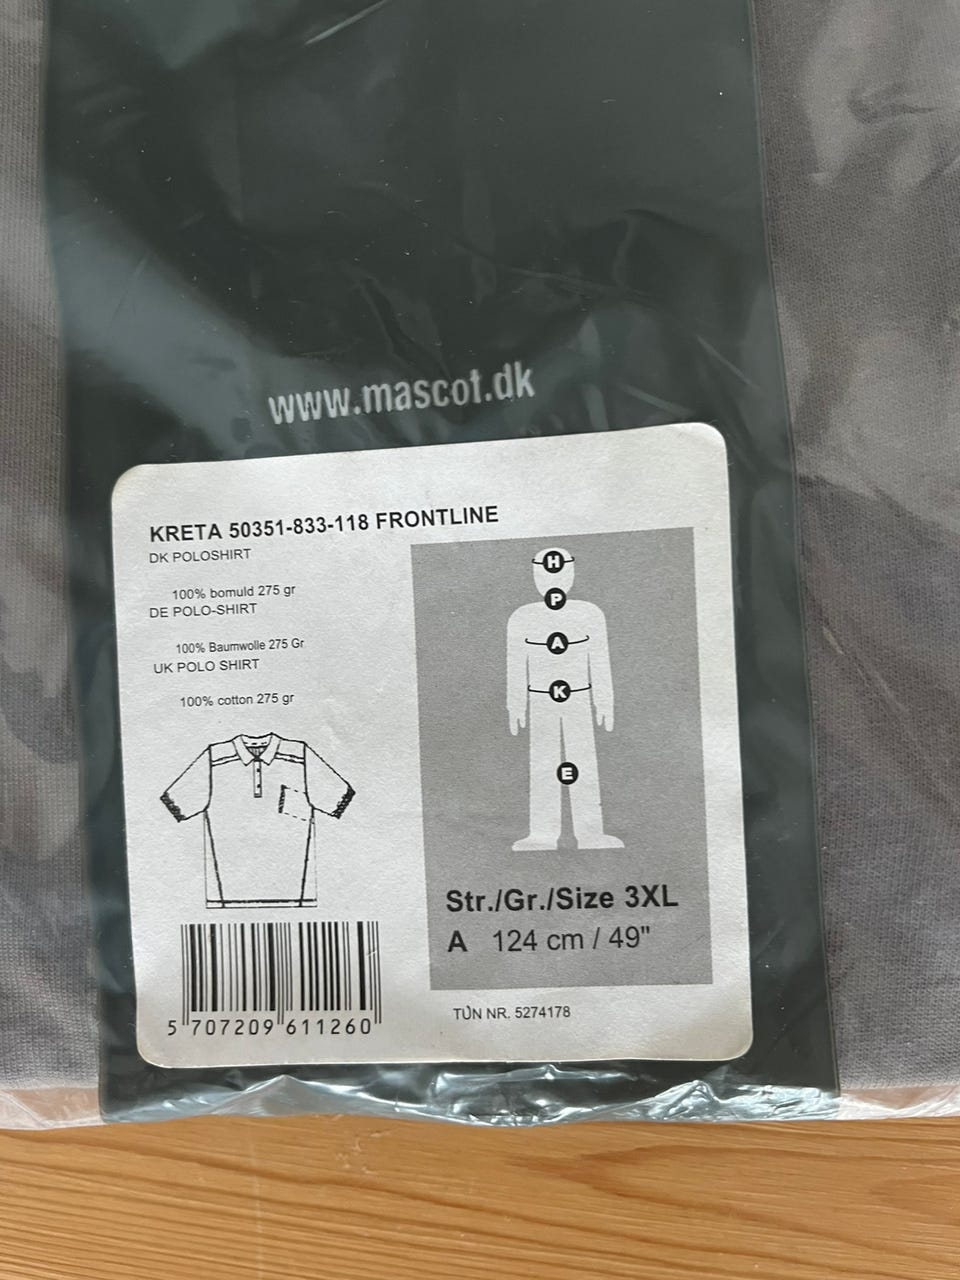 www.mascot.dk
KRETA 50351-833-118 FRONTLINE
DK POLOSHIRT
100% bomuld 275 gr
DE POLO-SHIRT
100% Baumwolle 275 Gr
UK POLO SHIRT
100% cotton 275 gr
H
P
A
K
E
Str./Gr./Size 3XL
A 124 cm / 49"
5 707209 611260
TUN NR. 5274178